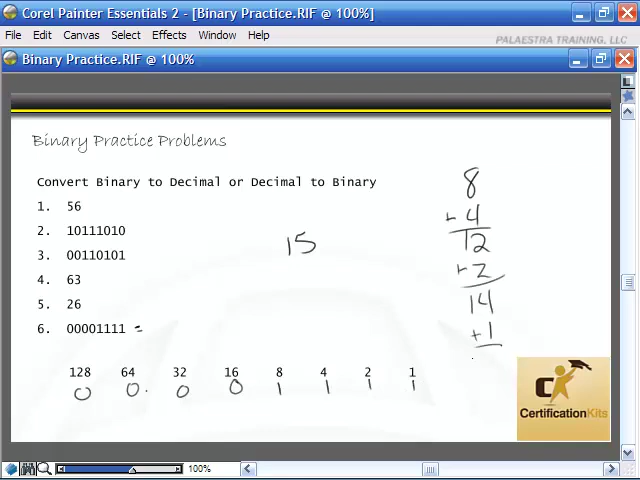 Corel Painter Essentials 2 - [Binary Practice.RIF @ 100%]
File Edit Canvas Select Effects Window Help
PALAESTRA TRAINING, LLC
Binary Practice.RIF @ 100%
Binary Practice Problems
Convert Binary to Decimal or Decimal to Binary
1. 56
2. 10111010
3. 00110101
4. 63
5. 26
6. 00001111 =
15
8
+ 4
12
+ 2
14
+ 1
128 64 32 16 8 4 2 1
0 0 0 0 1 1 1 1
CK
CertificationKits
100%